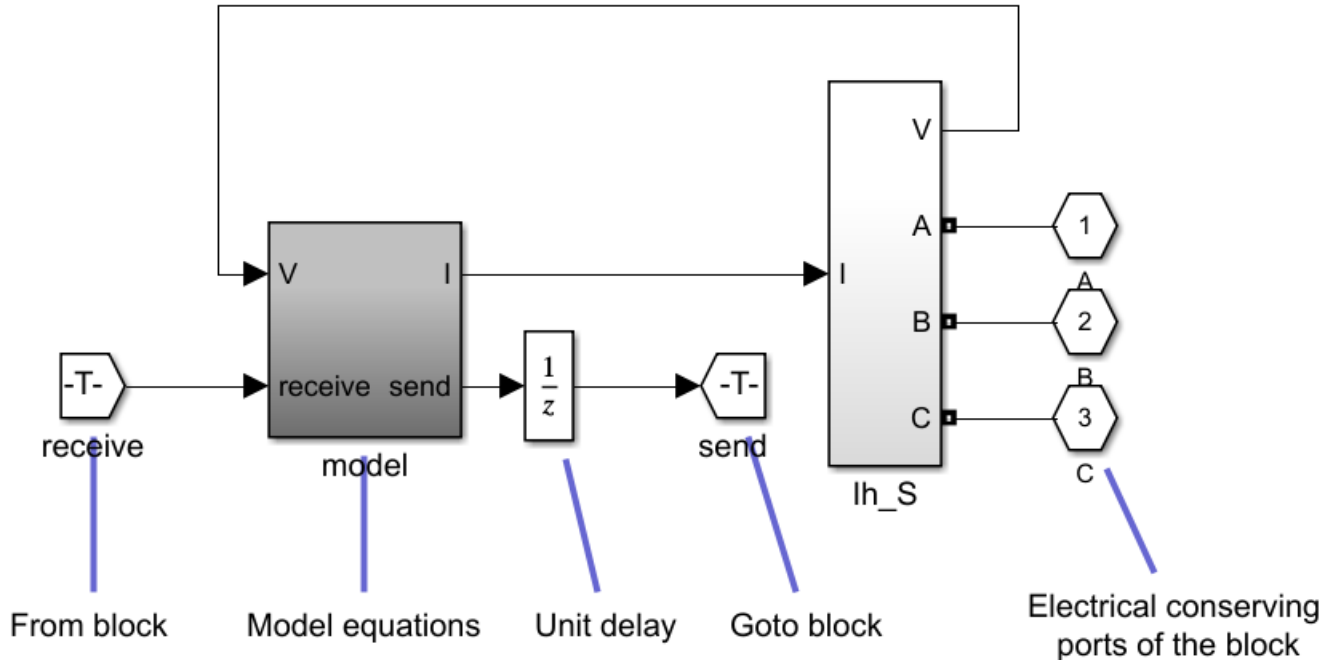 V
A
1
A
V
I
I
B
2
-T-
receive
send
1
z
-T-
B
C
3
receive
model
send
C
Ih_S
From block
Model equations
Unit delay
Goto block
Electrical conserving
ports of the block